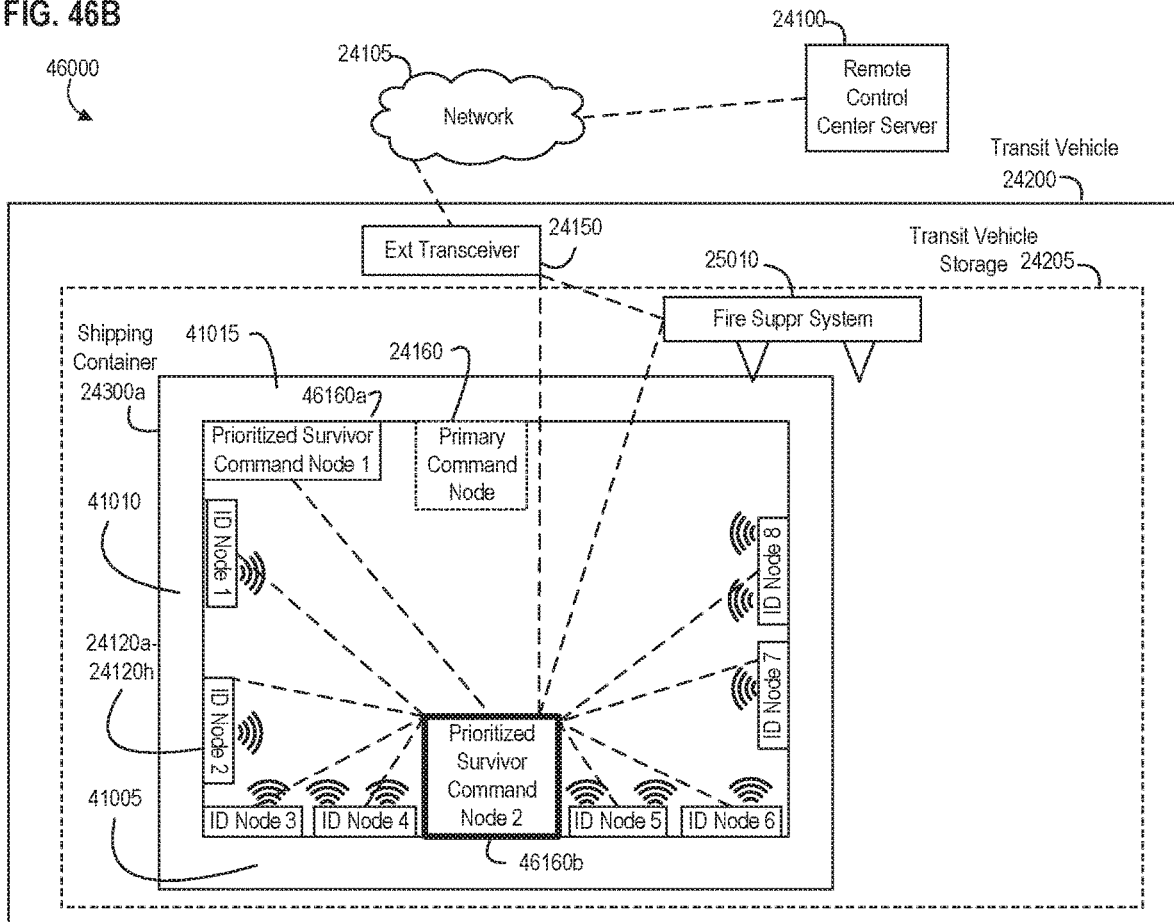 FIG. 46B
46000
24105
24100
Network
Remote
Control
Center Server
Transit Vehicle
24200
Ext Transceiver
24150
Transit Vehicle
Storage 24205
25010
Fire Suppr System
Shipping
Container
24300a
41015
24160
46160a
Prioritized Survivor
Command Node 1
Primary
Command
Node
41010
ID Node 1
ID Node 8
24120a-
24120h
ID Node 2
ID Node 7
Prioritized
Survivor
Command
Node 2
41005
ID Node 3
ID Node 4
ID Node 5
ID Node 6
46160b